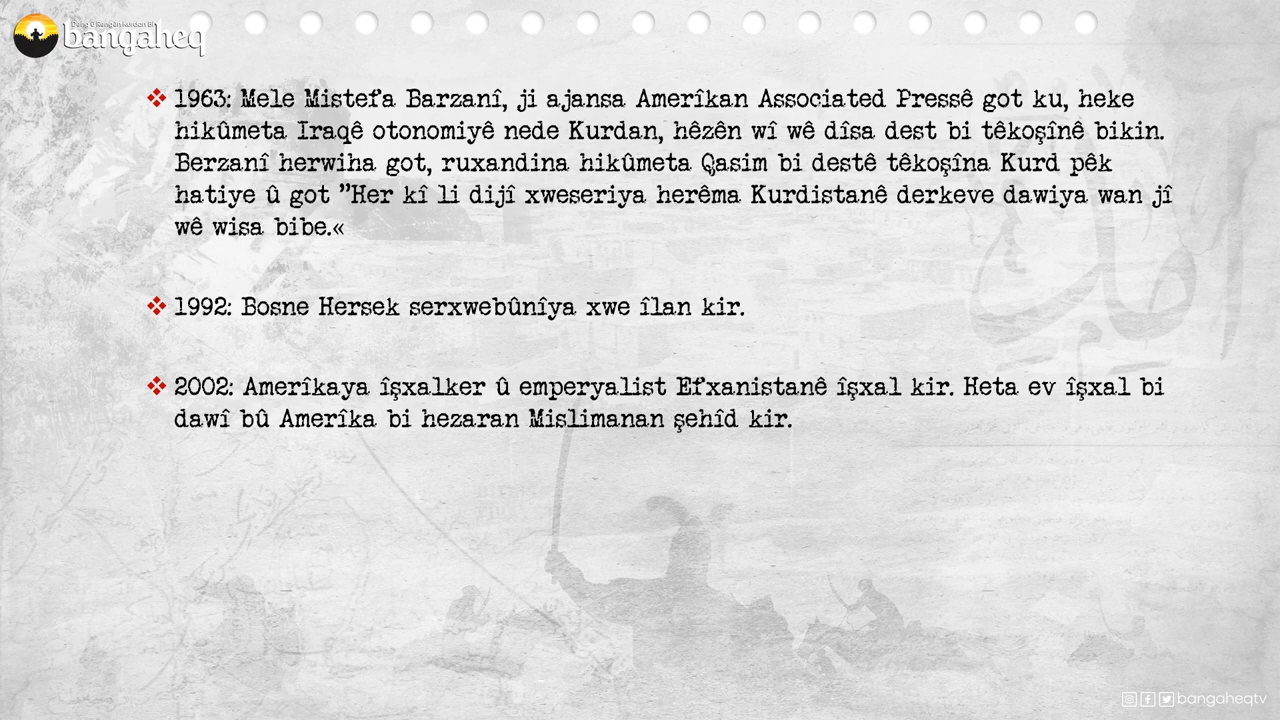 Deng û Rengên Kurdan Bi
bangaheq
1963: Mele Mistefa Barzanî, ji ajansa Amerîkan Associated Pressê got ku, heke
hikûmeta Iraqê otonomiyê nede Kurdan, hêzên wî wê dîsa dest bi têkoşînê bikin.
Berzanî herwiha got, ruxandina hikûmeta Qasim bi destê têkoşîna Kurd pêk
hatiye û got ”Her kî li dijî xweseriya herêma Kurdistanê derkeve dawiya wan jî
wê wisa bibe.«
1992: Bosne Hersek serxwebûnîya xwe îlan kir.
2002: Amerîkaya îşxalker û emperyalist Efxanistanê îşxal kir. Heta ev îşxal bi
dawî bû Amerîka bi hezaran Mislimanan şehîd kir.
bangaheqtv